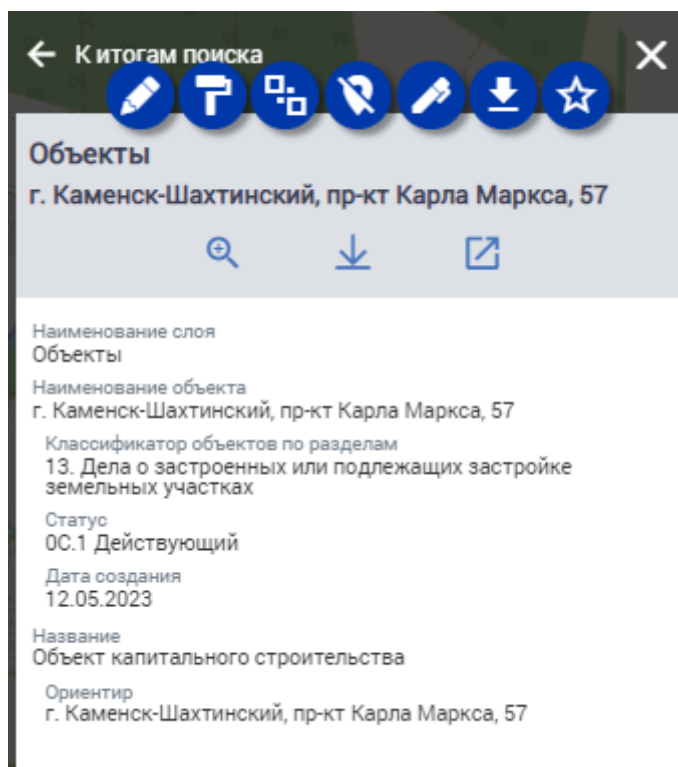 К итогам поиска
Объекты
г. Каменск-Шахтинский, пр-кт Карла Маркса, 57
Наименование слоя
Объекты
Наименование объекта
г. Каменск-Шахтинский, пр-кт Карла Маркса, 57
Классификатор объектов по разделам
13. Дела о застроенных или подлежащих застройке
земельных участках
Статус
0С.1 Действующий
Дата создания
12.05.2023
Название
Объект капитального строительства
Ориентир
г. Каменск-Шахтинский, пр-кт Карла Маркса, 57